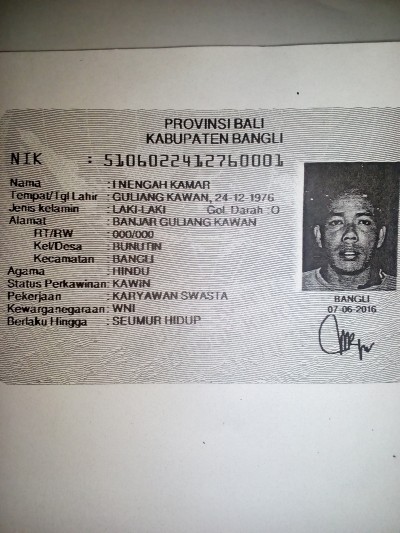 PROVINSI BALI
KABUPATEN BANGLI
NIK : 5106022412760001
Nama : I NENGAH KAMAR
Tempat/Tgl Lahir : GULIANG KAWAN, 24-12-1976
Jenis kelamin : LAKI-LAKI Gol. Darah : O
Alamat : BANJAR GULIANG KAWAN
RT/RW : 000/000
Kel/Desa : BUNUTIN
Kecamatan : BANGLI
Agama : HINDU
Status Perkawinan: KAWIN
Pekerjaan : KARYAWAN SWASTA
Kewarganegaraan: WNI
Berlaku Hingga : SEUMUR HIDUP
BANGLI
07-06-2016